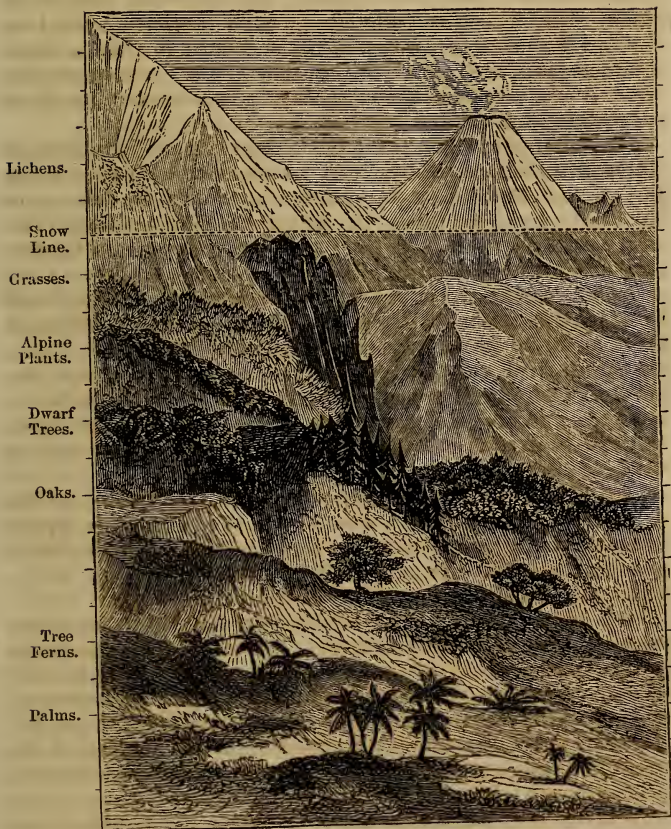 Lichens.
Snow
Line.
Grasses.
Alpine
Plants.
Dwarf
Trees.
Oaks.
Tree
Ferns.
Palms.